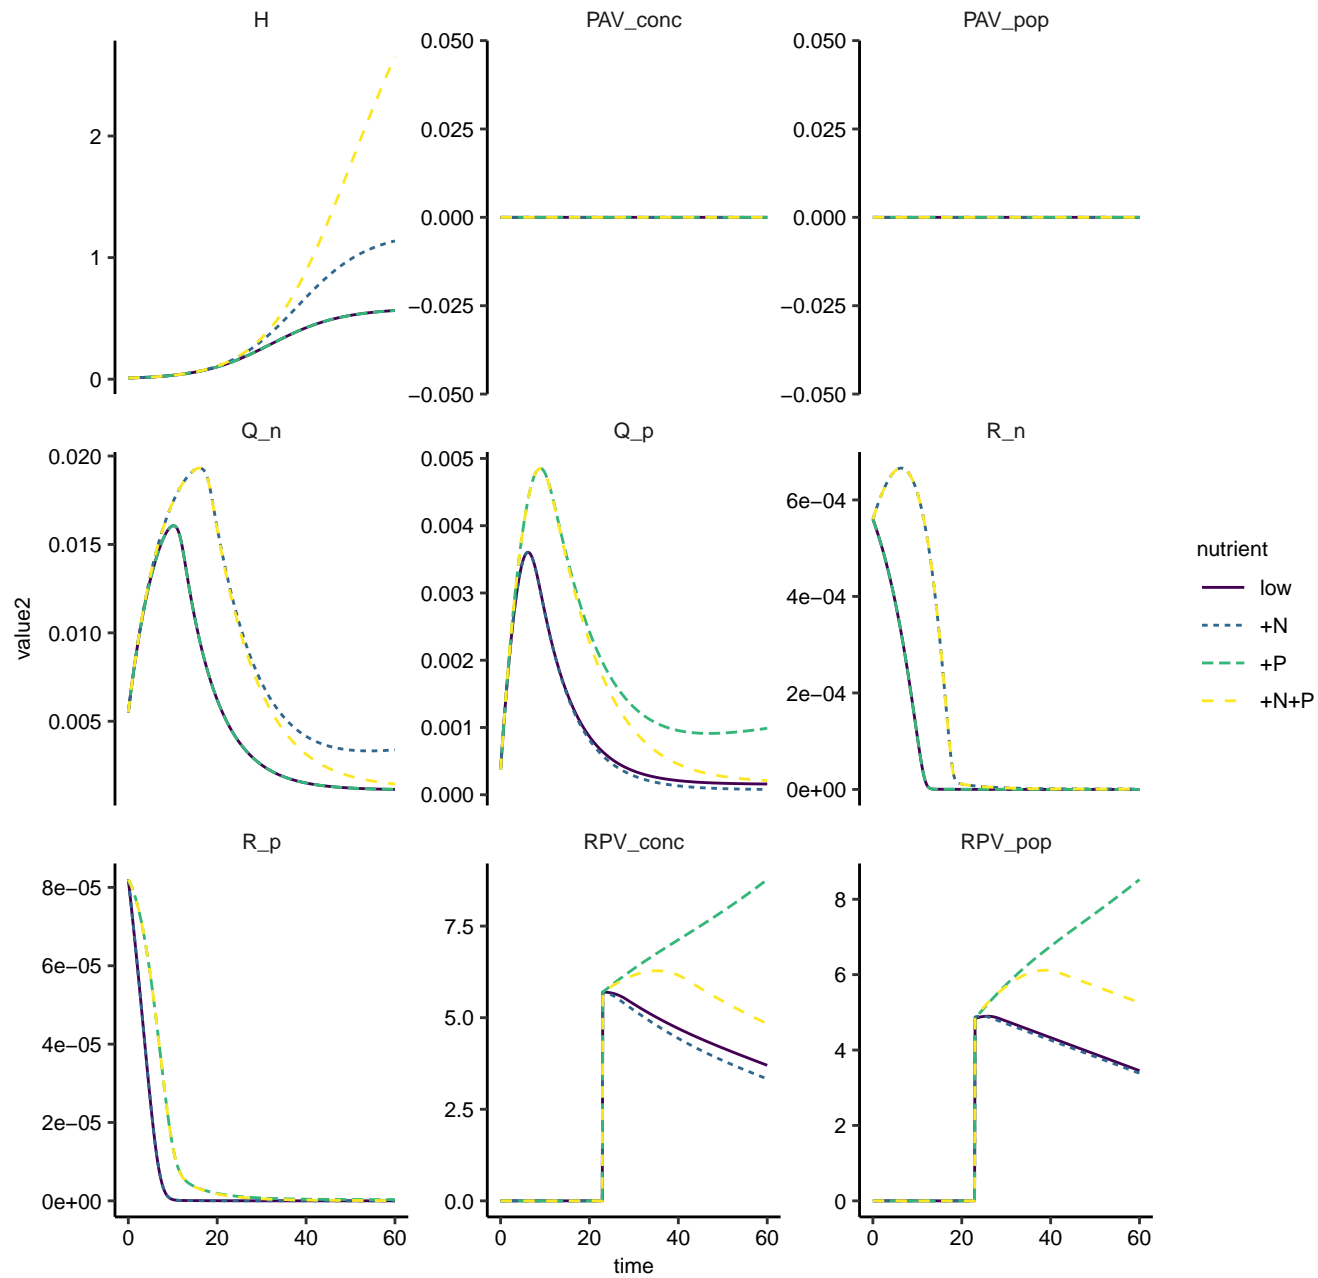 H
PAV_conc
PAV_pop
0
1
2
−0.050
−0.025
0.000
0.025
0.050
−0.050
−0.025
0.000
0.025
0.050
Q_n
Q_p
R_n
0.005
0.010
0.015
0.020
0.000
0.001
0.002
0.003
0.004
0.005
0e+00
2e−04
4e−04
6e−04
R_p
RPV_conc
RPV_pop
0e+00
2e−05
4e−05
6e−05
8e−05
0.0
2.5
5.0
7.5
0
2
4
6
8
0 20 40 60
0 20 40 60
0 20 40 60
time
value2
nutrient
low
+N
+P
+N+P